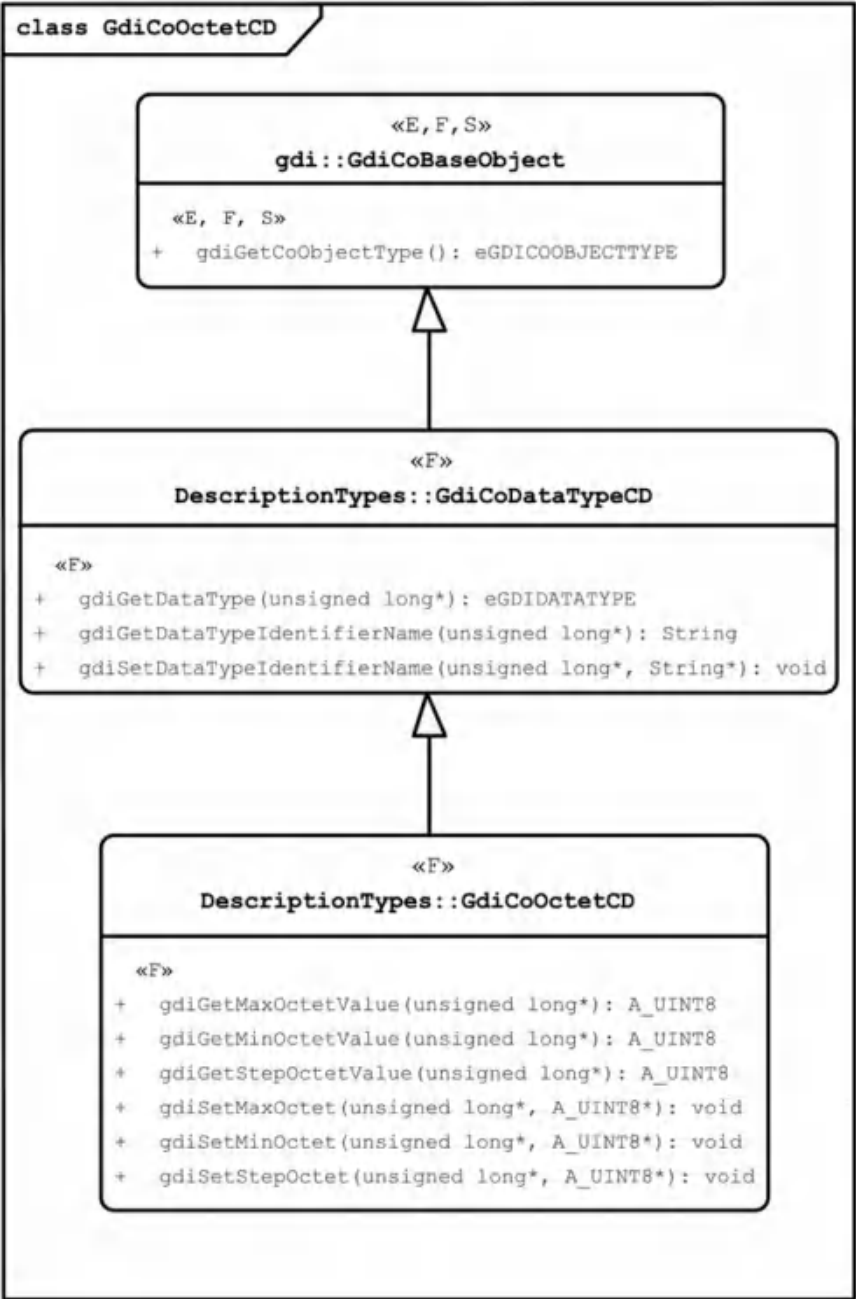 class GdiCoOctetCD
«E,F,S»
gdi::GdiCoBaseObject
«E, F, S»
+ gdiGetCoObjectType(): eGDICOOBJECTTYPE
«F»
DescriptionTypes::GdiCoDataTypeCD
«F»
+ gdiGetDataType(unsigned long*): eGDIDATATYPE
+ gdiGetDataTypeIdentifierName(unsigned long*): String
+ gdiSetDataTypeIdentifierName(unsigned long*, String*): void
«F»
DescriptionTypes::GdiCoOctetCD
«F»
+ gdiGetMaxOctetValue(unsigned long*): A_UINT8
+ gdiGetMinOctetValue(unsigned long*): A_UINT8
+ gdiGetStepOctetValue(unsigned long*): A_UINT8
+ gdiSetMaxOctet(unsigned long*, A_UINT8*): void
+ gdiSetMinOctet(unsigned long*, A_UINT8*): void
+ gdiSetStepOctet(unsigned long*, A_UINT8*): void